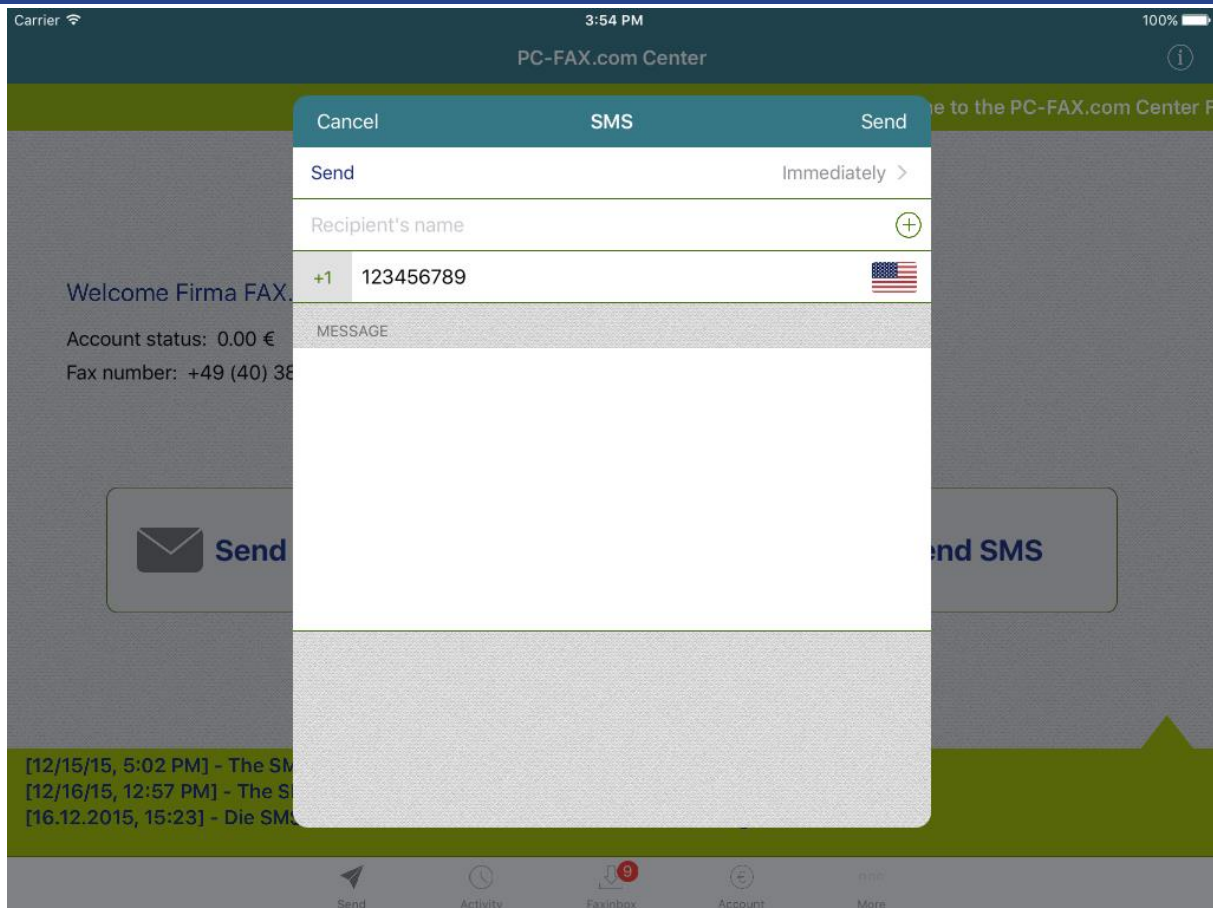 Carrier 3:54 PM 100%
PC-FAX.com Center
e to the PC-FAX.com Center
Cancel SMS Send
Send Immediately
Recipient's name
+1 123456789
Welcome Firma FAX.
MESSAGE
Account status: 0.00 €
Fax number: +49 (40) 38
Send nd SMS
[12/15/15, 5:02 PM] - The SM
[12/16/15, 12:57 PM] - The S
[16.12.2015, 15:23] - Die SMS
9
Send Activity Faxinbox Account More